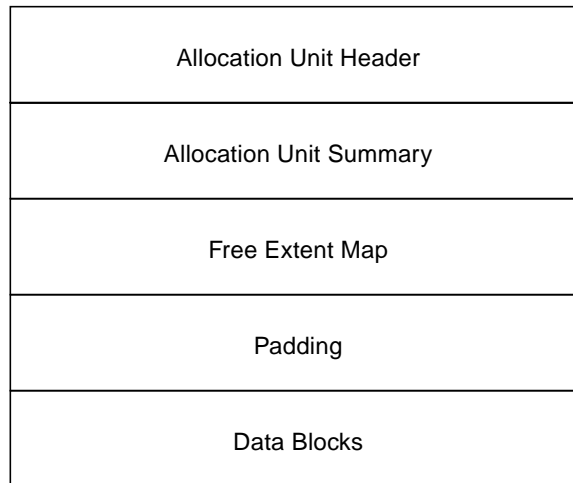 Allocation Unit Header
Allocation Unit Summary
Free Extent Map
Padding
Data Blocks